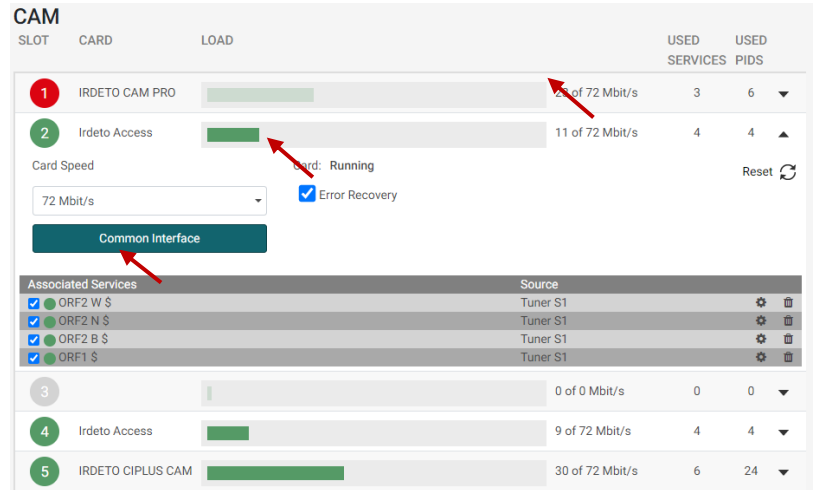 CAM
SLOT CARD LOAD USED SERVICES USED PIDS
1 IRDETO CAM PRO of 72 Mbit/s 3 6
2 Irdeto Access 11 of 72 Mbit/s 4 4
Card Speed Card: Running Reset
72 Mbit/s Error Recovery
Common Interface
Associated Services Source
ORF2 W $ Tuner S1
ORF2 N $ Tuner S1
ORF2 B $ Tuner S1
ORF1 $ Tuner S1
3 0 of 0 Mbit/s 0 0
4 Irdeto Access 9 of 72 Mbit/s 4 4
5 IRDETO CIPLUS CAM 30 of 72 Mbit/s 6 24